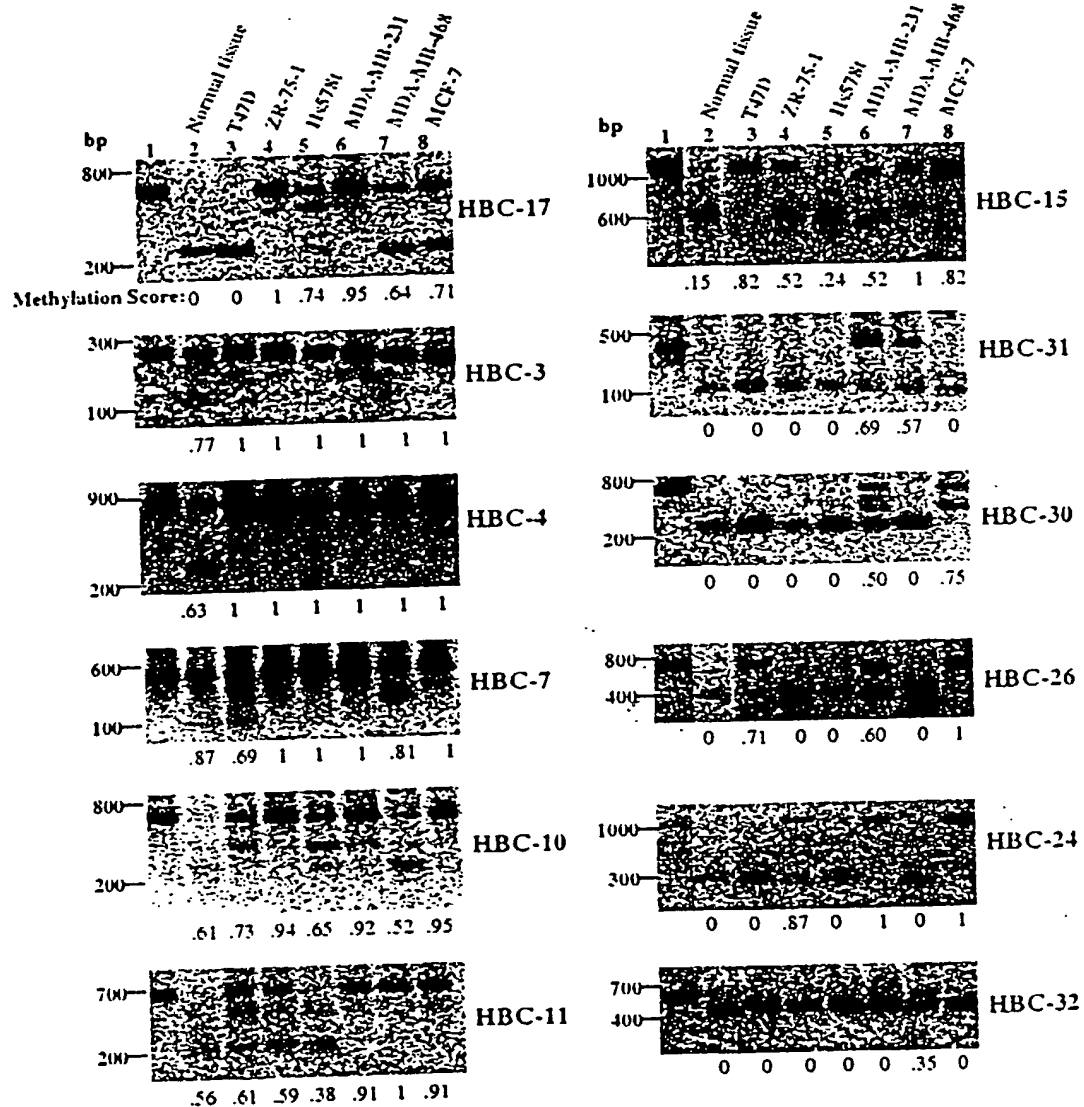 Normal tissue
T47D
ZR-75-1
Hs578t
MDA-MB-231
MDA-MB-468
MCF-7
bp
1 2 3 4 5 6 7 8
800
200
HBC-17
Methylation Score: 0 0 1 .74 .95 .64 .71
300
100
HBC-3
.77 1 1 1 1 1 1
900
200
HBC-4
.63 1 1 1 1 1 1
600
100
HBC-7
.87 .69 1 1 1 .81 1
800
200
HBC-10
.61 .73 .94 .65 .92 .52 .95
700
200
HBC-11
.56 .61 .59 .38 .91 1 .91
Normal tissue
T47D
ZR-75-1
Hs578t
MDA-MB-231
MDA-MB-468
MCF-7
bp
1 2 3 4 5 6 7 8
1000
600
HBC-15
.15 .82 .52 .24 .52 1 .82
500
100
HBC-31
0 0 0 0 .69 .57 0
800
200
HBC-30
0 0 0 0 .50 0 .75
800
400
HBC-26
0 .71 0 0 .60 0 1
1000
300
HBC-24
0 0 .87 0 1 0 1
700
400
HBC-32
0 0 0 0 0 .35 0